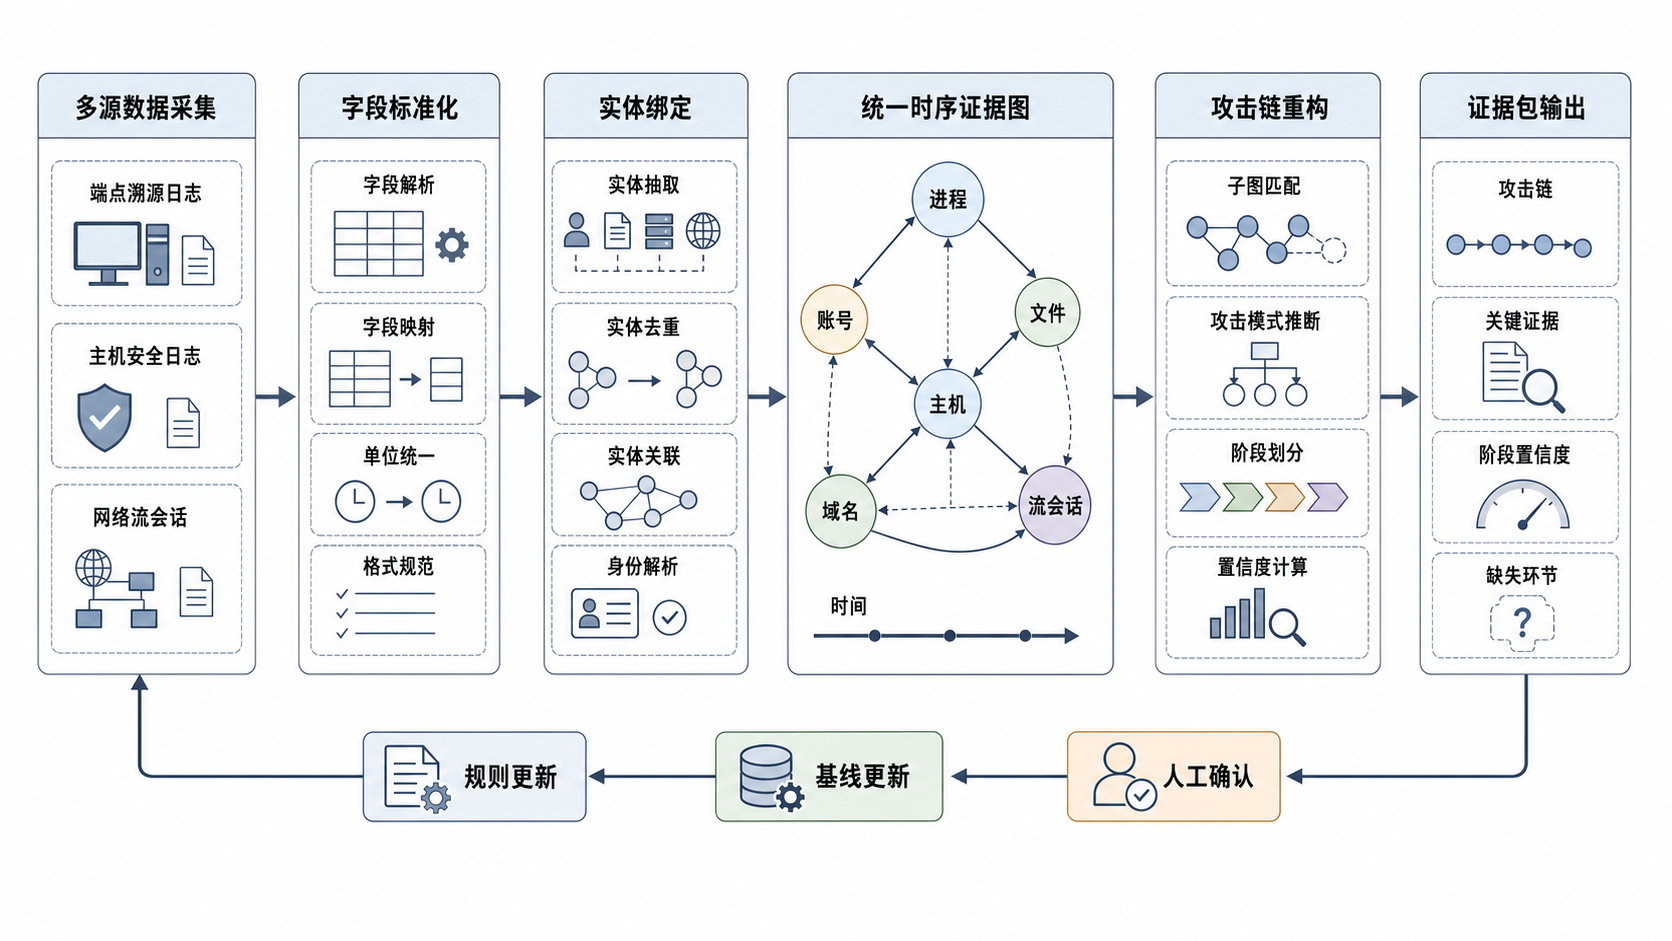 多源数据采集
端点溯源日志
主机安全日志
网络流会话
字段标准化
字段解析
字段映射
单位统一
格式规范
实体绑定
实体抽取
实体去重
实体关联
身份解析
统一时序证据图
进程
账号
文件
主机
域名
流会话
时间
攻击链重构
子图匹配
攻击模式推断
阶段划分
置信度计算
证据包输出
攻击链
关键证据
阶段置信度
缺失环节
?
规则更新
基线更新
人工确认